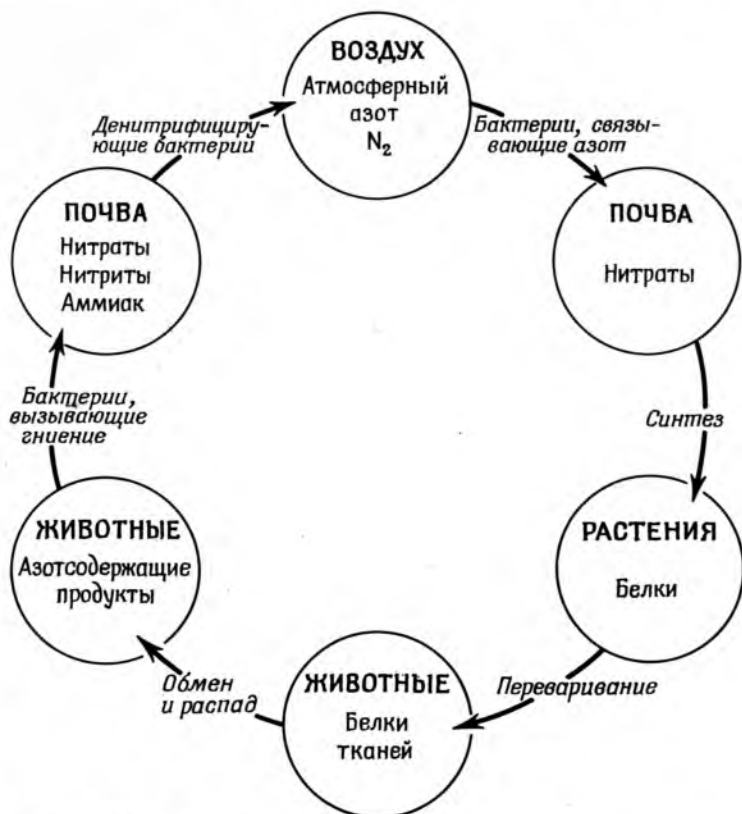 ВОЗДУХ
Атмосферный
азот
N₂
Бактерии, связы-
вающие азот
ПОЧВА
Нитраты
Синтез
РАСТЕНИЯ
Белки
Переваривание
ЖИВОТНЫЕ
Белки
тканей
Обмен
и распад
ЖИВОТНЫЕ
Азотсодержащие
продукты
Бактерии,
вызывающие
гниение
ПОЧВА
Нитраты
Нитриты
Аммиак
Денитрифициру-
ющие бактерии